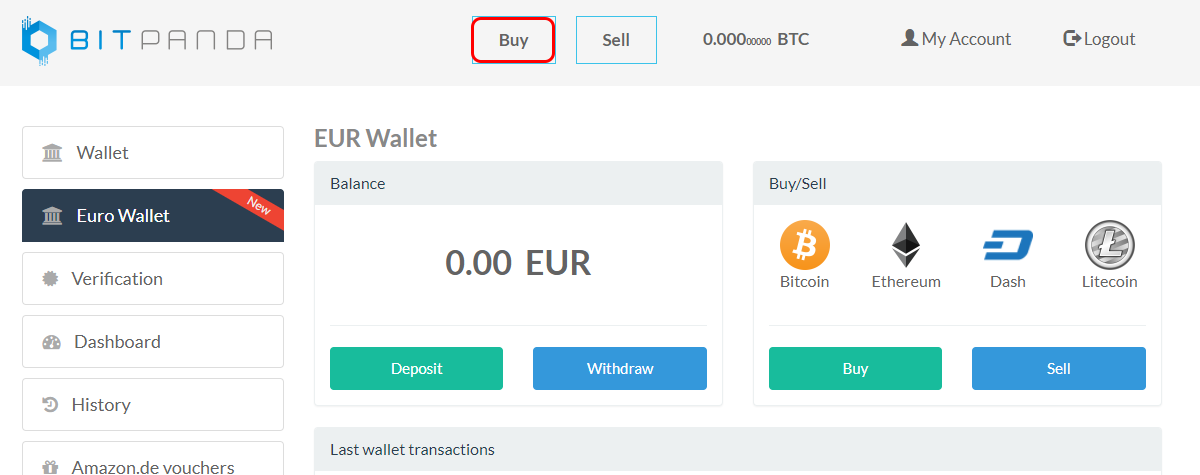 BITPANDA
Buy
Sell
0.00000000 BTC
My Account
Logout
Wallet
Euro Wallet
New
Verification
Dashboard
History
Amazon.de vouchers
EUR Wallet
Balance
0.00 EUR
Deposit
Withdraw
Buy/Sell
Bitcoin
Ethereum
Dash
Litecoin
Buy
Sell
Last wallet transactions